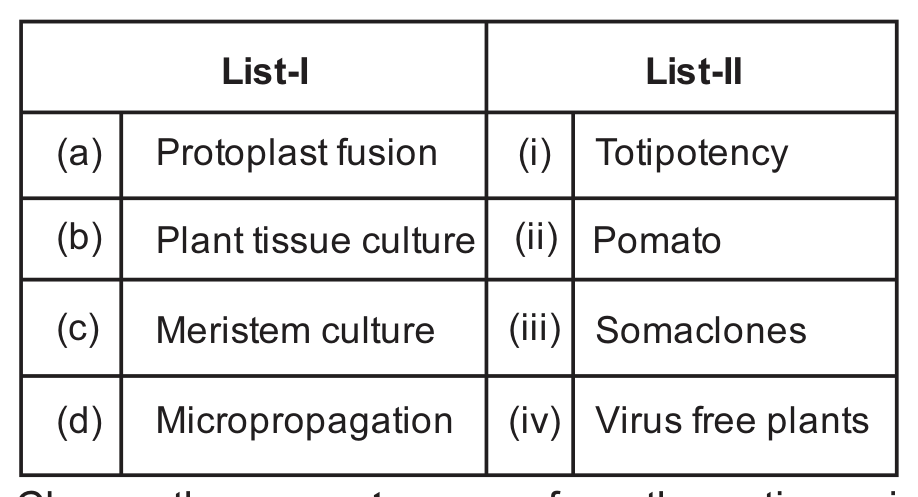 List-I List-II
(a) Protoplast fusion (i) Totipotency
(b) Plant tissue culture (ii) Pomato
(c) Meristem culture (iii) Somaclones
(d) Micropropagation (iv) Virus free plants